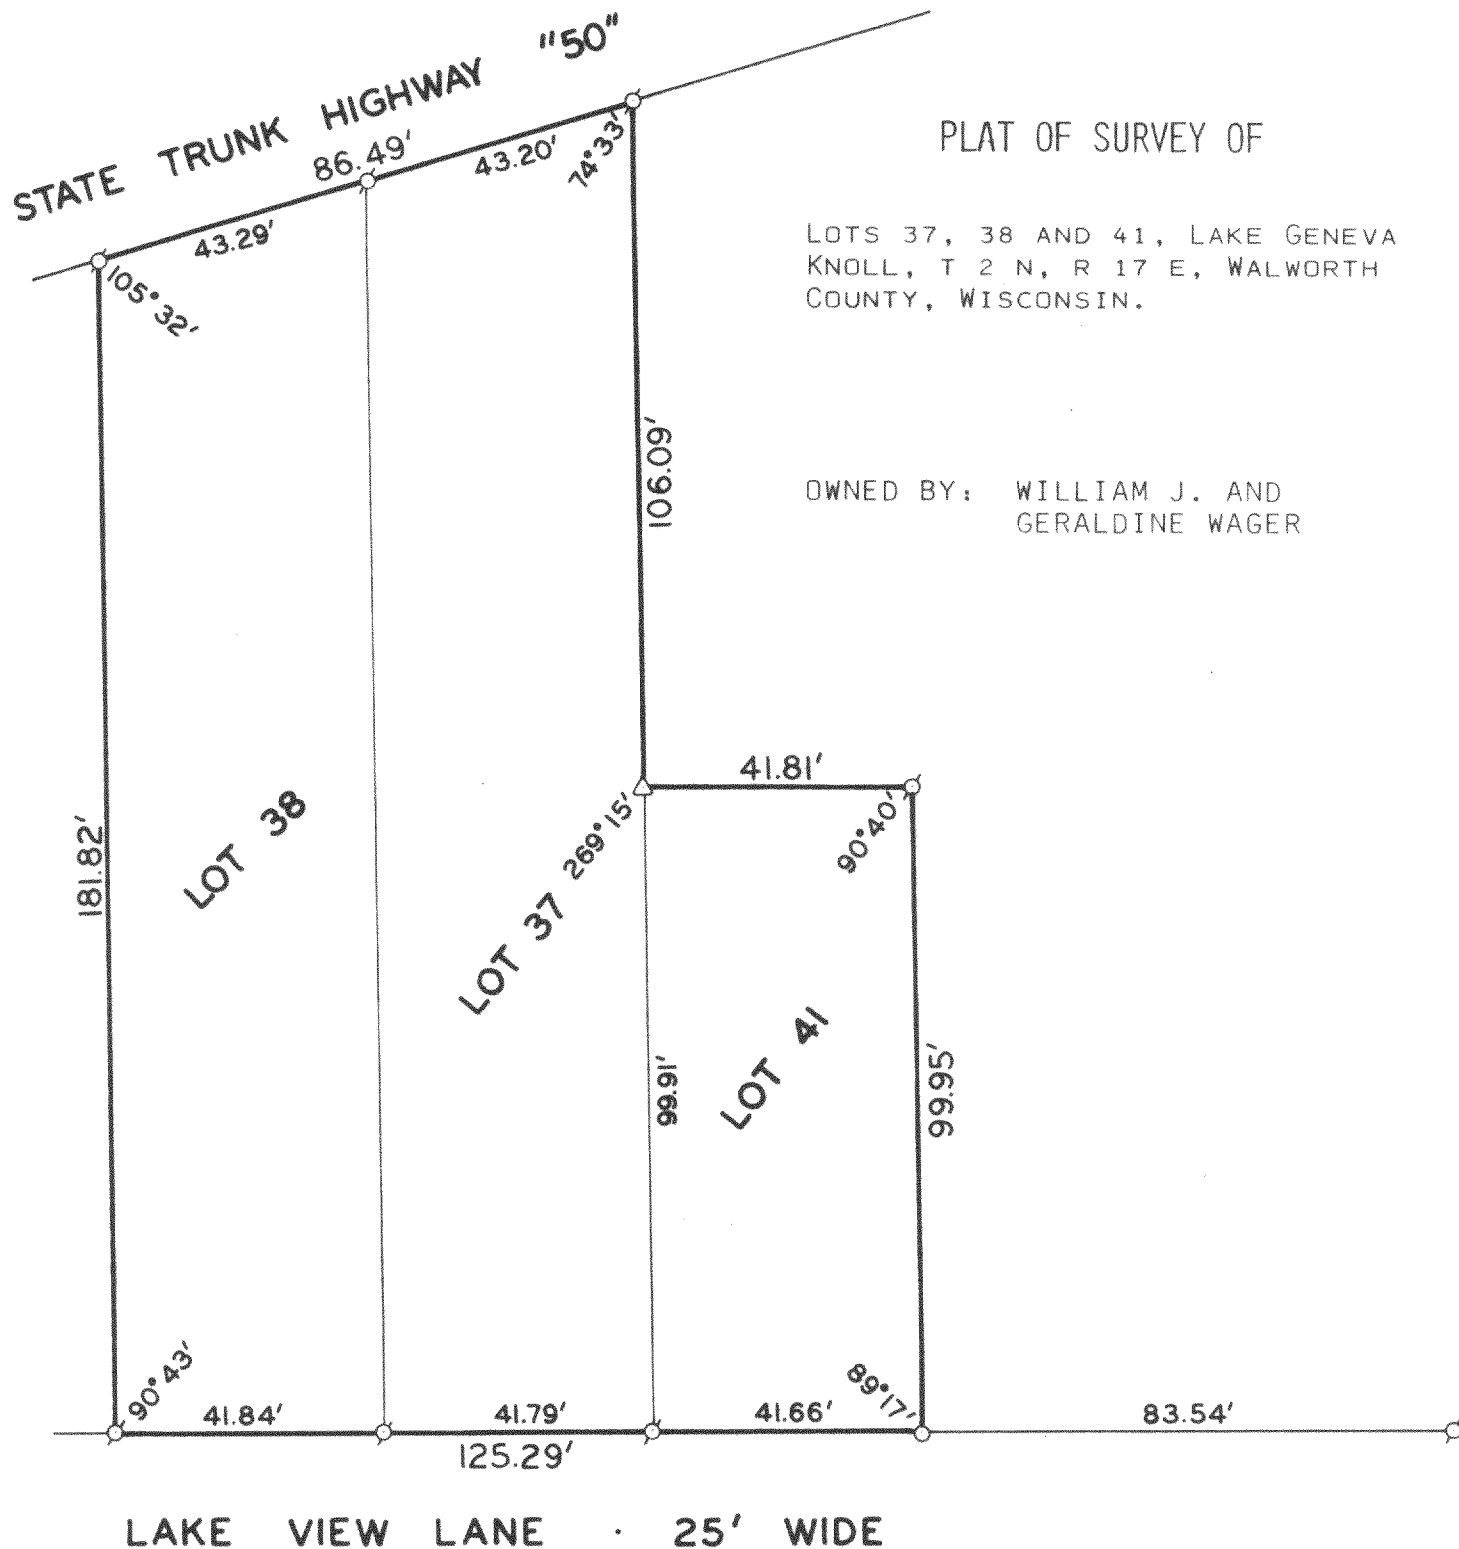 STATE TRUNK HIGHWAY "50"
86.49'
43.29'
43.20'
74°33'
105°32'
PLAT OF SURVEY OF
LOTS 37, 38 AND 41, LAKE GENEVA
KNOLL, T 2 N, R 17 E, WALWORTH
COUNTY, WISCONSIN.
106.09'
OWNED BY: WILLIAM J. AND
GERALDINE WAGER
41.81'
181.82'
LOT 38
LOT 37
269°15'
90°40'
LOT 41
99.91'
99.95'
90°43'
89°17'
41.84'
41.79'
41.66'
83.54'
125.29'
LAKE VIEW LANE · 25' WIDE